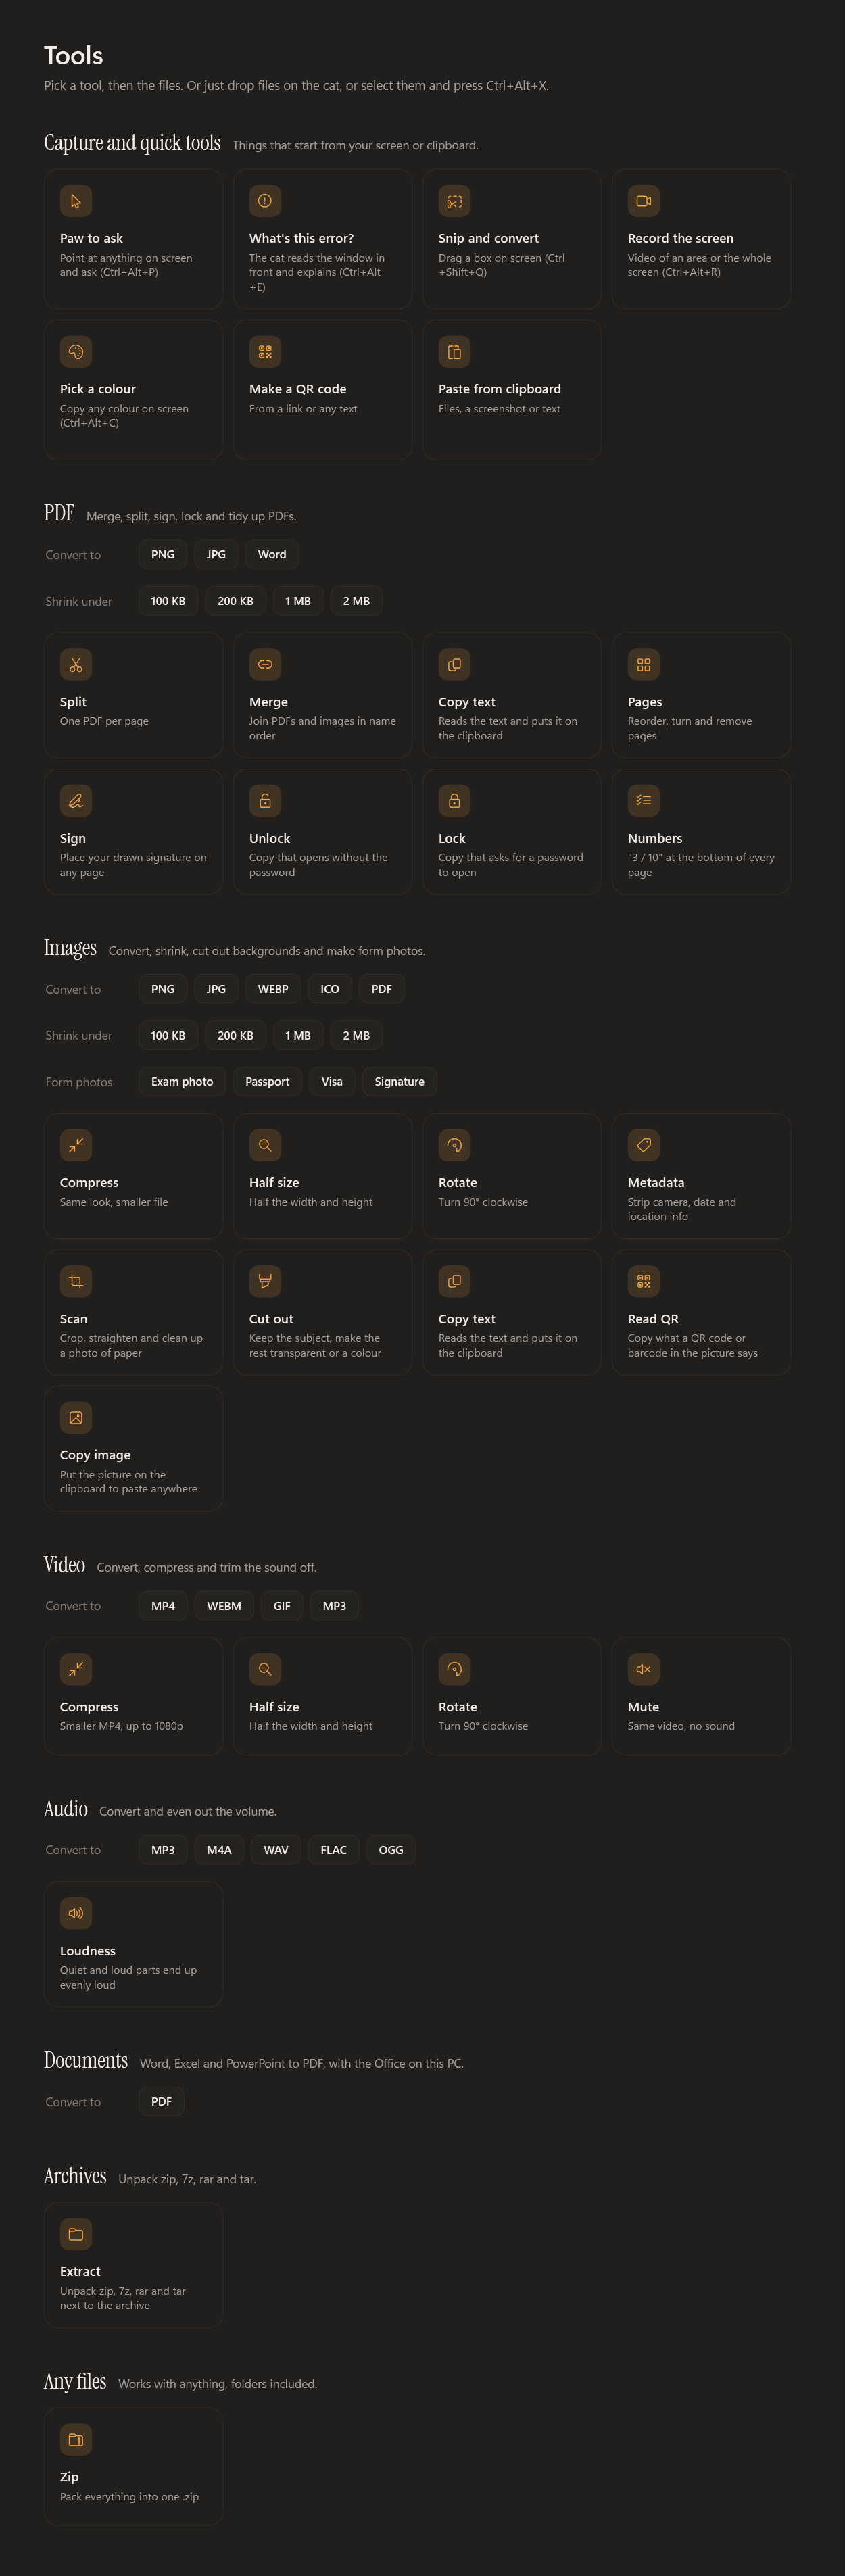 Tools
Pick a tool, then the files. Or just drop files on the cat, or select them and press Ctrl+Alt+X.
Capture and quick tools Things that start from your screen or clipboard.
Paw to ask
Point at anything on screen
and ask (Ctrl+Alt+P)
What's this error?
The cat reads the window in
front and explains (Ctrl+Alt
+E)
Snip and convert
Drag a box on screen (Ctrl
+Shift+Q)
Record the screen
Video of an area or the whole
screen (Ctrl+Alt+R)
Pick a colour
Copy any colour on screen
(Ctrl+Alt+C)
Make a QR code
From a link or any text
Paste from clipboard
Files, a screenshot or text
PDF Merge, split, sign, lock and tidy up PDFs.
Convert to PNG JPG Word
Shrink under 100 KB 200 KB 1 MB 2 MB
Split
One PDF per page
Merge
Join PDFs and images in name
order
Copy text
Reads the text and puts it on
the clipboard
Pages
Reorder, turn and remove
pages
Sign
Place your drawn signature on
any page
Unlock
Copy that opens without the
password
Lock
Copy that asks for a password
to open
Numbers
"3 / 10" at the bottom of every
page
Images Convert, shrink, cut out backgrounds and make form photos.
Convert to PNG JPG WEBP ICO PDF
Shrink under 100 KB 200 KB 1 MB 2 MB
Form photos Exam photo Passport Visa Signature
Compress
Same look, smaller file
Half size
Half the width and height
Rotate
Turn 90° clockwise
Metadata
Strip camera, date and
location info
Scan
Crop, straighten and clean up
a photo of paper
Cut out
Keep the subject, make the
rest transparent or a colour
Copy text
Reads the text and puts it on
the clipboard
Read QR
Copy what a QR code or
barcode in the picture says
Copy image
Put the picture on the
clipboard to paste anywhere
Video Convert, compress and trim the sound off.
Convert to MP4 WEBM GIF MP3
Compress
Smaller MP4, up to 1080p
Half size
Half the width and height
Rotate
Turn 90° clockwise
Mute
Same video, no sound
Audio Convert and even out the volume.
Convert to MP3 M4A WAV FLAC OGG
Loudness
Quiet and loud parts end up
evenly loud
Documents Word, Excel and PowerPoint to PDF, with the Office on this PC.
Convert to PDF
Archives Unpack zip, 7z, rar and tar.
Extract
Unpack zip, 7z, rar and tar
next to the archive
Any files Works with anything, folders included.
Zip
Pack everything into one .zip